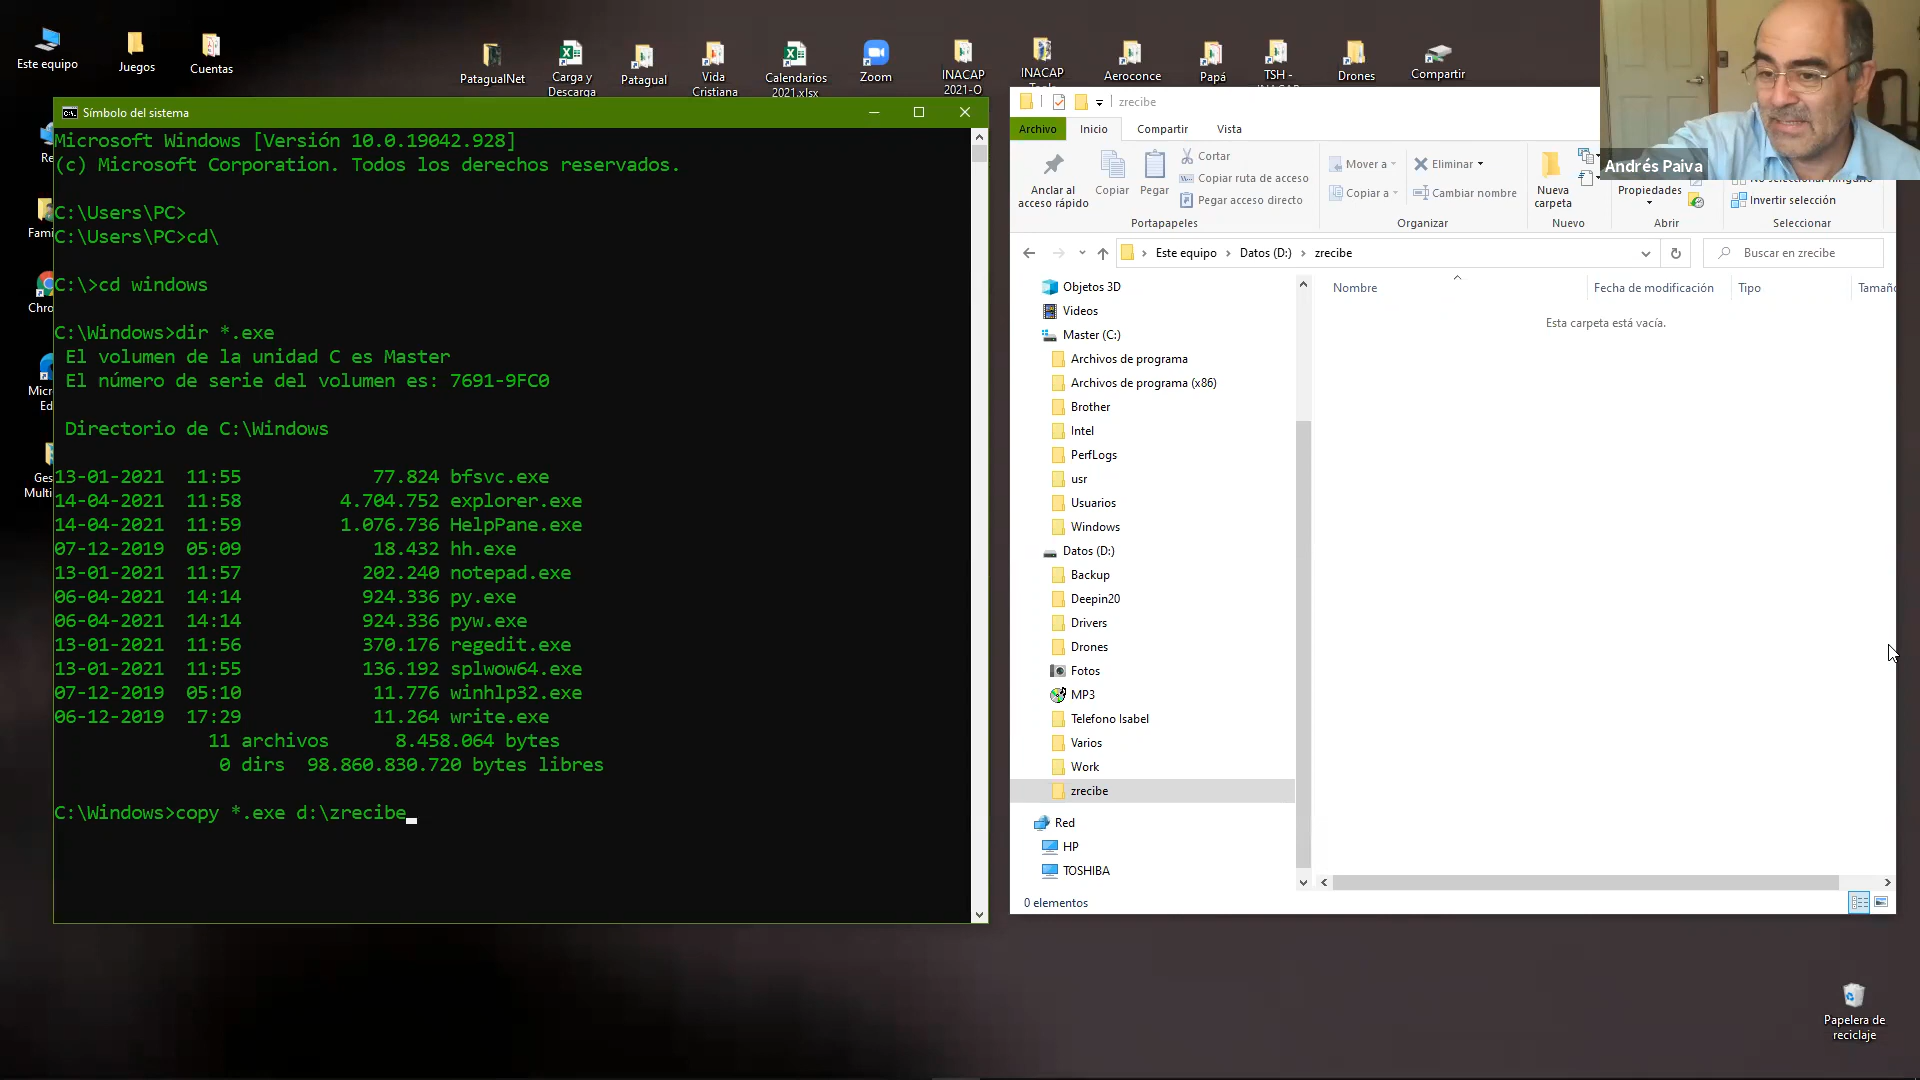 Este equipo
Juegos
Cuentas
PatagualNet
Carga y
Descarga
Patagual
Vida
Cristiana
Calendarios
2021.xlsx
Zoom
INACAP
2021-O
INACAP
Aeroconce
Papá
TSH -
Drones
Compartir
Símbolo del sistema
Microsoft Windows [Versión 10.0.19042.928]
(c) Microsoft Corporation. Todos los derechos reservados.
C:\Users\PC>
C:\Users\PC>cd\
C:\>cd windows
C:\Windows>dir *.exe
El volumen de la unidad C es Master
El número de serie del volumen es: 7691-9FC0
Directorio de C:\Windows
13-01-2021  11:55            77.824 bfsvc.exe
14-04-2021  11:58         4.704.752 explorer.exe
14-04-2021  11:59         1.076.736 HelpPane.exe
07-12-2019  05:09            18.432 hh.exe
13-01-2021  11:57           202.240 notepad.exe
06-04-2021  14:14           924.336 py.exe
06-04-2021  14:14           924.336 pyw.exe
13-01-2021  11:56           370.176 regedit.exe
13-01-2021  11:55           136.192 splwow64.exe
07-12-2019  05:10            11.776 winhlp32.exe
06-12-2019  17:29            11.264 write.exe
11 archivos      8.458.064 bytes
0 dirs  98.860.830.720 bytes libres
C:\Windows>copy *.exe d:\zrecibe
zrecibe
Archivo
Inicio
Compartir
Vista
Anclar al
acceso rápido
Copiar
Pegar
Cortar
Copiar ruta de acceso
Pegar acceso directo
Portapapeles
Mover a
Copiar a
Eliminar
Cambiar nombre
Organizar
Nueva
carpeta
Nuevo
Propiedades
Abrir
Invertir selección
Seleccionar
Andrés Paiva
Este equipo
Datos (D:)
zrecibe
Buscar en zrecibe
Nombre
Fecha de modificación
Tipo
Esta carpeta está vacía.
Objetos 3D
Videos
Master (C:)
Archivos de programa
Archivos de programa (x86)
Brother
Intel
PerfLogs
usr
Usuarios
Windows
Datos (D:)
Backup
Deepin20
Drivers
Drones
Fotos
MP3
Telefono Isabel
Varios
Work
zrecibe
Red
HP
TOSHIBA
0 elementos
Papelera de
reciclaje